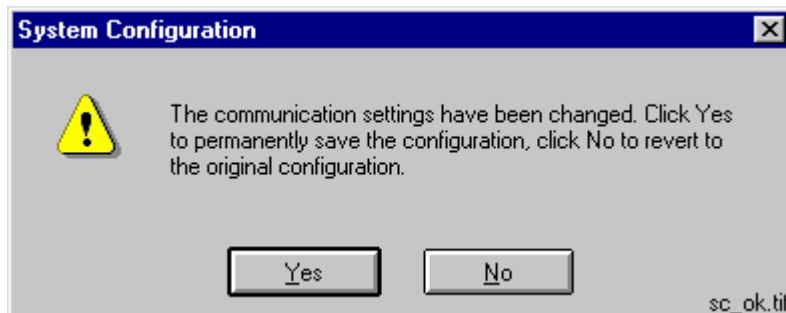 System Configuration
The communication settings have been changed. Click Yes
to permanently save the configuration, click No to revert to
the original configuration.
Yes
No
sc_ok.tif